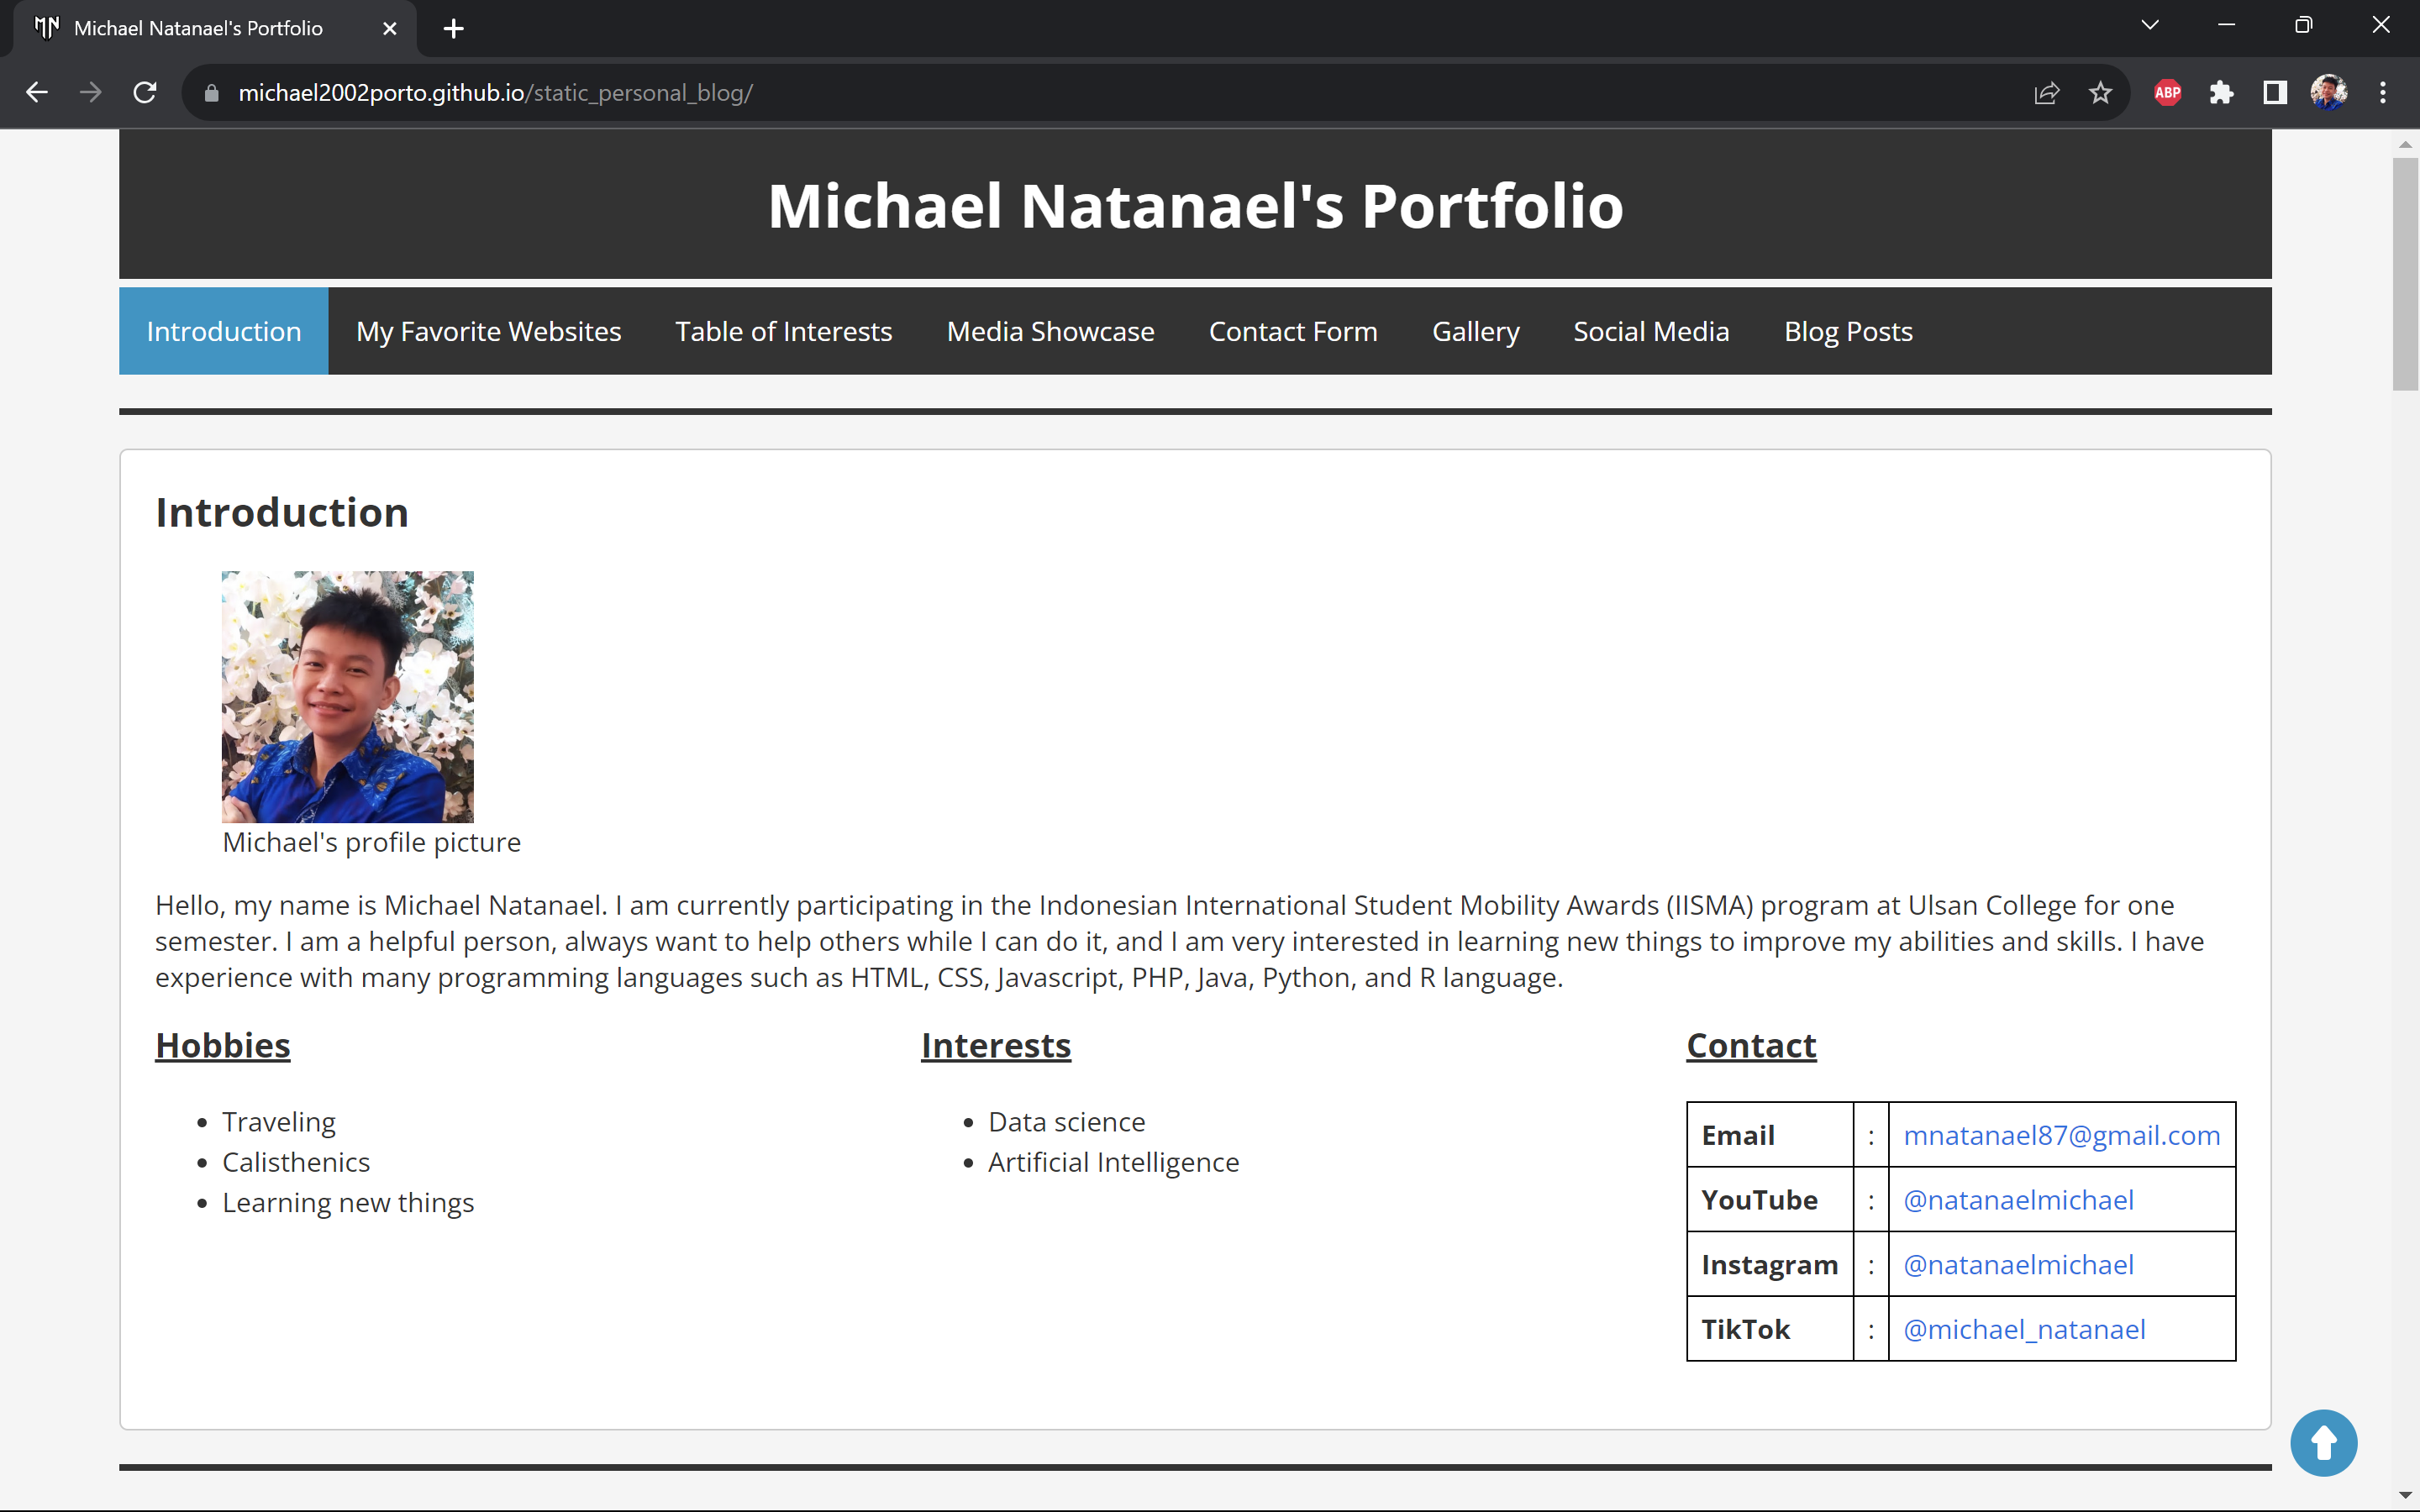 MN Michael Natanael's Portfolio
michael2002porto.github.io/static_personal_blog/
ABP
Michael Natanael's Portfolio
Introduction My Favorite Websites Table of Interests Media Showcase Contact Form Gallery Social Media Blog Posts
Introduction
Michael's profile picture
Hello, my name is Michael Natanael. I am currently participating in the Indonesian International Student Mobility Awards (IISMA) program at Ulsan College for one
semester. I am a helpful person, always want to help others while I can do it, and I am very interested in learning new things to improve my abilities and skills. I have
experience with many programming languages such as HTML, CSS, Javascript, PHP, Java, Python, and R language.
Hobbies
Traveling
Calisthenics
Learning new things
Interests
Data science
Artificial Intelligence
Contact
Email : mnatanael87@gmail.com
YouTube : @natanaelmichael
Instagram : @natanaelmichael
TikTok : @michael_natanael